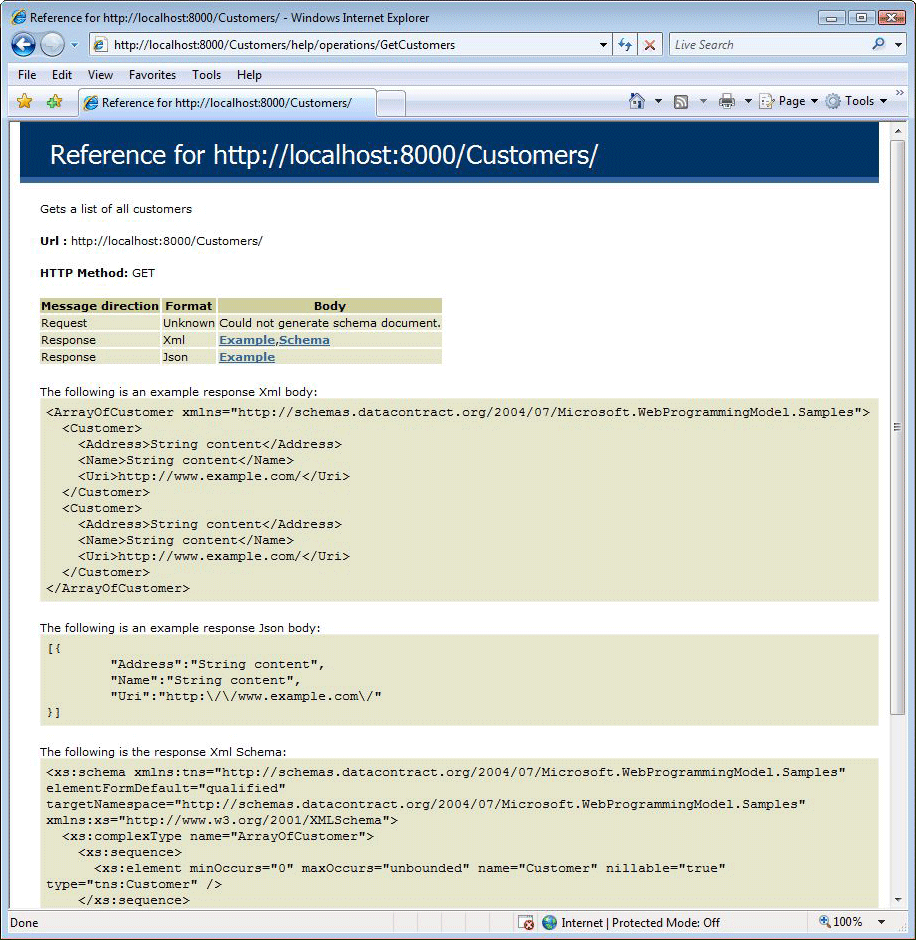 Reference for http://localhost:8000/Customers/ - Windows Internet Explorer
http://localhost:8000/Customers/help/operations/GetCustomers
Live Search
File Edit View Favorites Tools Help
Reference for http://localhost:8000/Customers/
Page Tools
Reference for http://localhost:8000/Customers/
Gets a list of all customers
Url : http://localhost:8000/Customers/
HTTP Method: GET
Message direction Format Body
Request Unknown Could not generate schema document.
Response Xml Example,Schema
Response Json Example
The following is an example response Xml body:
<ArrayOfCustomer xmlns="http://schemas.datacontract.org/2004/07/Microsoft.WebProgrammingModel.Samples">
<Customer>
<Address>String content</Address>
<Name>String content</Name>
<Uri>http://www.example.com/</Uri>
</Customer>
<Customer>
<Address>String content</Address>
<Name>String content</Name>
<Uri>http://www.example.com/</Uri>
</Customer>
</ArrayOfCustomer>
The following is an example response Json body:
[{
"Address":"String content",
"Name":"String content",
"Uri":"http:\/\/www.example.com\/"
}]
The following is the response Xml Schema:
<xs:schema xmlns:tns="http://schemas.datacontract.org/2004/07/Microsoft.WebProgrammingModel.Samples"
elementFormDefault="qualified"
targetNamespace="http://schemas.datacontract.org/2004/07/Microsoft.WebProgrammingModel.Samples"
xmlns:xs="http://www.w3.org/2001/XMLSchema">
<xs:complexType name="ArrayOfCustomer">
<xs:sequence>
<xs:element minOccurs="0" maxOccurs="unbounded" name="Customer" nillable="true"
type="tns:Customer" />
</xs:sequence>
Done Internet | Protected Mode: Off 100%